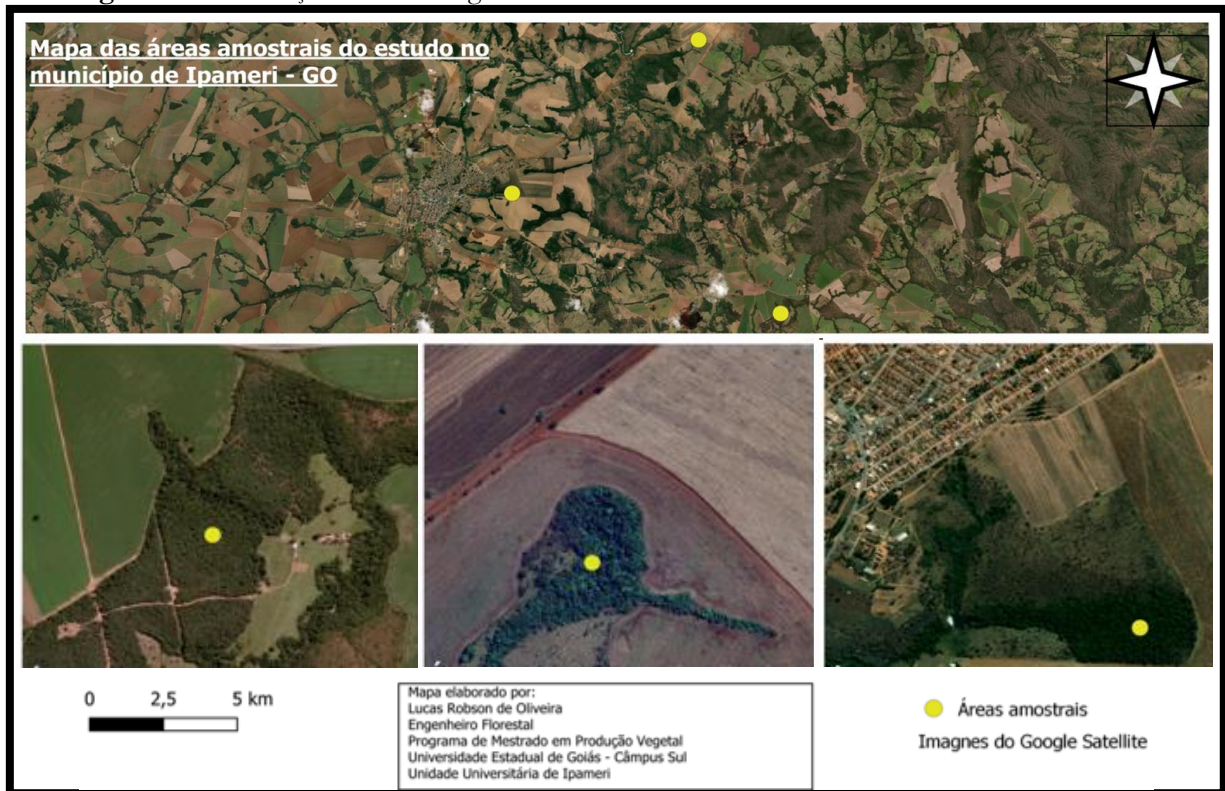 Mapa das áreas amostrais do estudo no
município de Ipameri - GO
0 2,5 5 km
Mapa elaborado por:
Lucas Robson de Oliveira
Engenheiro Florestal
Programa de Mestrado em Produção Vegetal
Universidade Estadual de Goiás - Câmpus Sul
Unidade Universitária de Ipameri
Áreas amostrais
Imagnes do Google Satellite